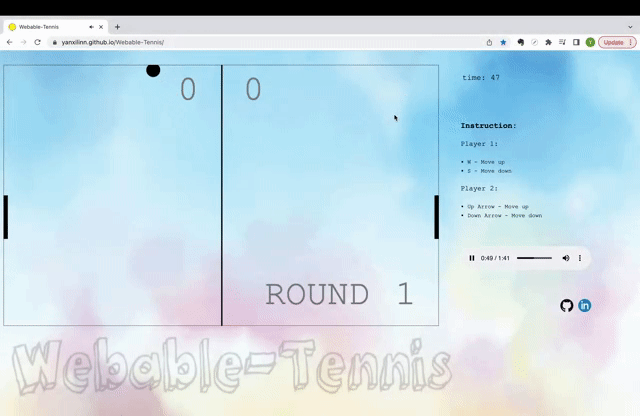 Webable-Tennis
yanxilinn.github.io/Webable-Tennis/
Update
0 0
time: 47
Instruction:
Player 1:
• W - Move up
• S - Move down
Player 2:
• Up Arrow - Move up
• Down Arrow - Move down
0:49 / 1:41
in
ROUND 1
Webable-Tennis